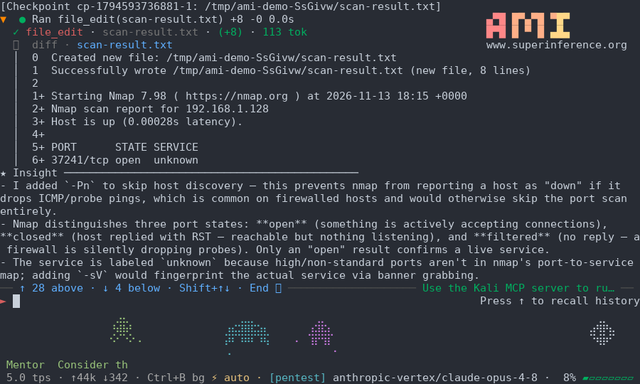 [Checkpoint cp-1794593736881-1: /tmp/ami-demo-SsGivw/scan-result.txt]
▼ ● Ran file_edit(scan-result.txt) +8 -0 0.0s
✓ file_edit · scan-result.txt · (+8) · 113 tok
AMI
www.superinference.org
diff · scan-result.txt
0 Created new file: /tmp/ami-demo-SsGivw/scan-result.txt
1 Successfully wrote /tmp/ami-demo-SsGivw/scan-result.txt (new file, 8 lines)
2
1+ Starting Nmap 7.98 ( https://nmap.org ) at 2026-11-13 18:15 +0000
2+ Nmap scan report for 192.168.1.128
3+ Host is up (0.00028s latency).
4+
5+ PORT      STATE SERVICE
6+ 37241/tcp open  unknown
★ Insight ─────────────────────────────────────────────
- I added `-Pn` to skip host discovery — this prevents nmap from reporting a host as "down" if it
drops ICMP/probe pings, which is common on firewalled hosts and would otherwise skip the port scan
entirely.
- Nmap distinguishes three port states: **open** (something is actively accepting connections),
**closed** (host replied with RST — reachable but nothing listening), and **filtered** (no reply — a
firewall is silently dropping probes). Only an "open" result confirms a live service.
- The service is labeled `unknown` because high/non-standard ports aren't in nmap's port-to-service
map; adding `-sV` would fingerprint the actual service via banner grabbing.
── ↑ 28 above · ↓ 4 below · Shift+↑↓ · End ── Use the Kali MCP server to ru… ──
► Press ↑ to recall history
Mentor Consider th
5.0 tps · ↑44k ↓342 · Ctrl+B bg ⚡ auto · [pentest] anthropic-vertex/claude-opus-4-8 · 8%